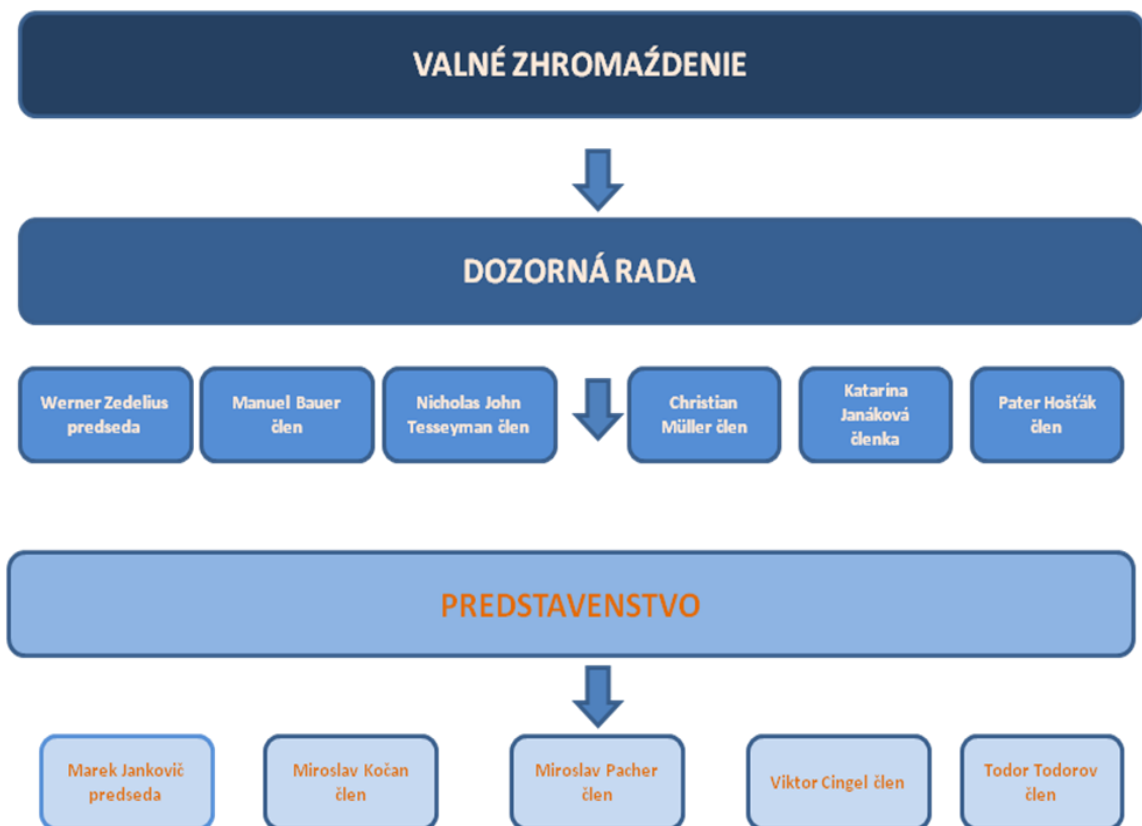 VALNÉ ZHROMAŹDENIE
DOZORNÁ RADA
Werner Zedelius
predseda
Manuel Bauer
člen
Nicholas John
Tesseyman člen
Christian
Müller člen
Katarína
Janáková
členka
Pater Hošťák
člen
PREDSTAVENSTVO
Marek Jankovič
predseda
Miroslav Kočan
člen
Miroslav Pacher
člen
Viktor Cingel člen
Todor Todorov
člen